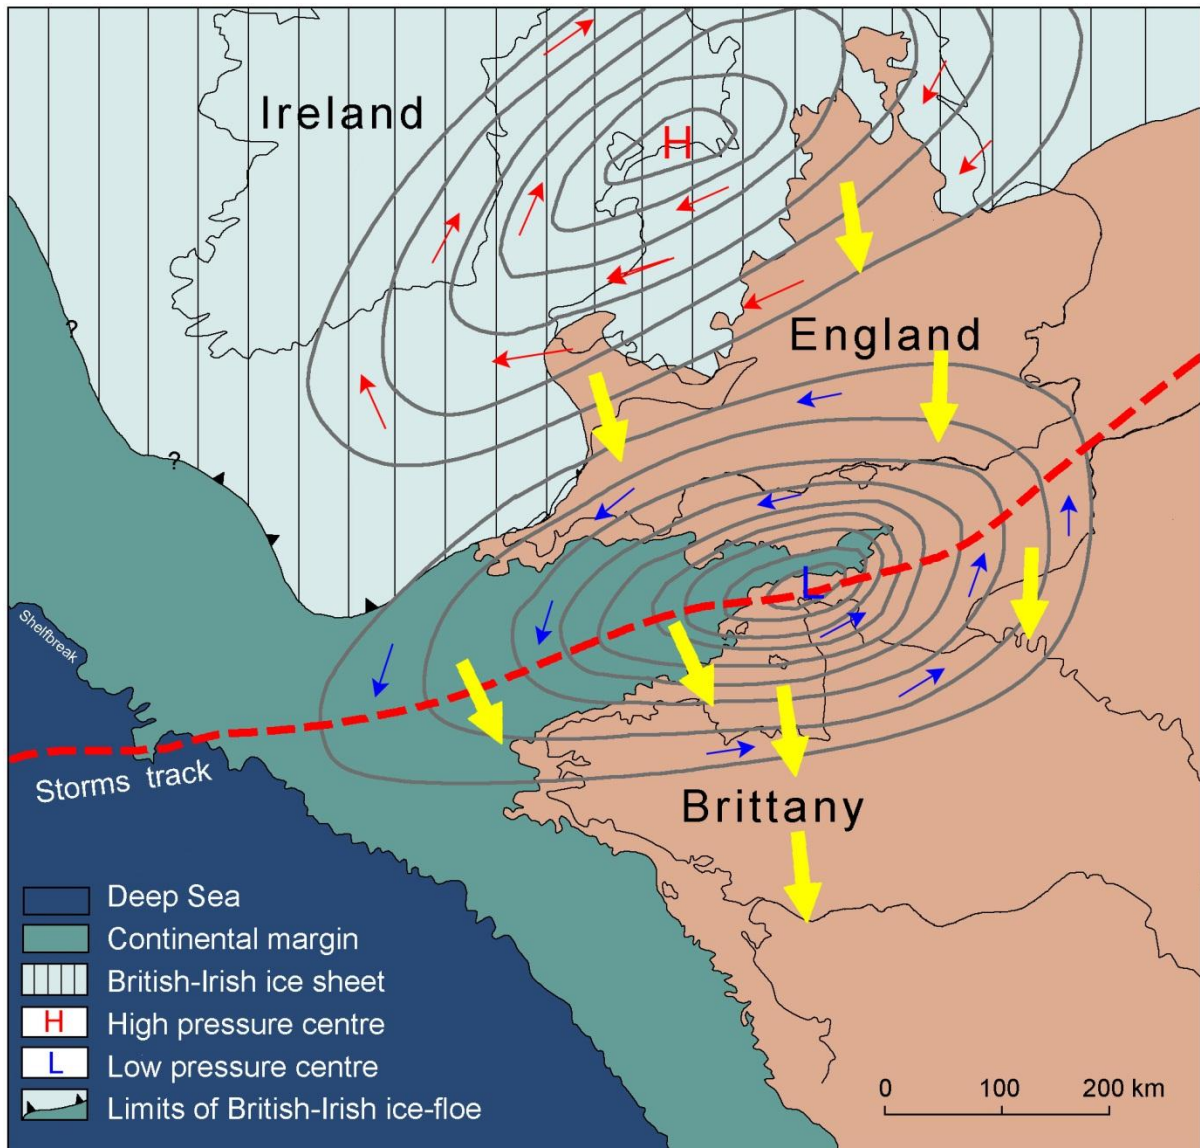 Ireland
H
?
England
?
L
Shelfbreak
Storms track
Brittany
Deep Sea
Continental margin
British-Irish ice sheet
H High pressure centre
L Low pressure centre
Limits of British-Irish ice-floe
0 100 200 km